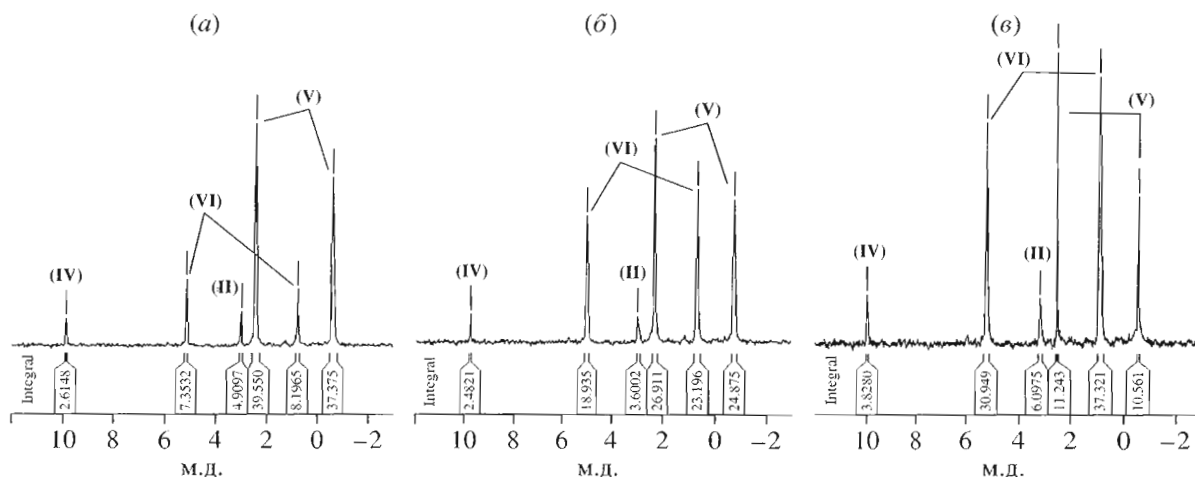 (а)
(V)
(VI)
(IV)
(II)
Integral
2.6148
7.3532
4.9097
39.550
8.1965
37.375
10 8 6 4 2 0 −2
м.д.
(б)
(V)
(VI)
(IV)
(II)
Integral
2.4821
18.935
3.6002
26.911
23.196
24.875
10 8 6 4 2 0 −2
м.д.
(в)
(VI)
(V)
(IV)
(II)
Integral
3.8280
30.949
6.0975
11.243
37.321
10.561
10 8 6 4 2 0 −2
м.д.